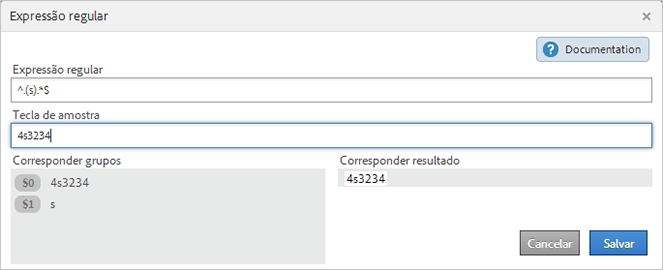 Expressão regular
×
? Documentation
Expressão regular
^.(s).*$
Tecla de amostra
4s3234
Corresponder grupos
$0 4s3234
$1 s
Corresponder resultado
4s3234
Cancelar
Salvar